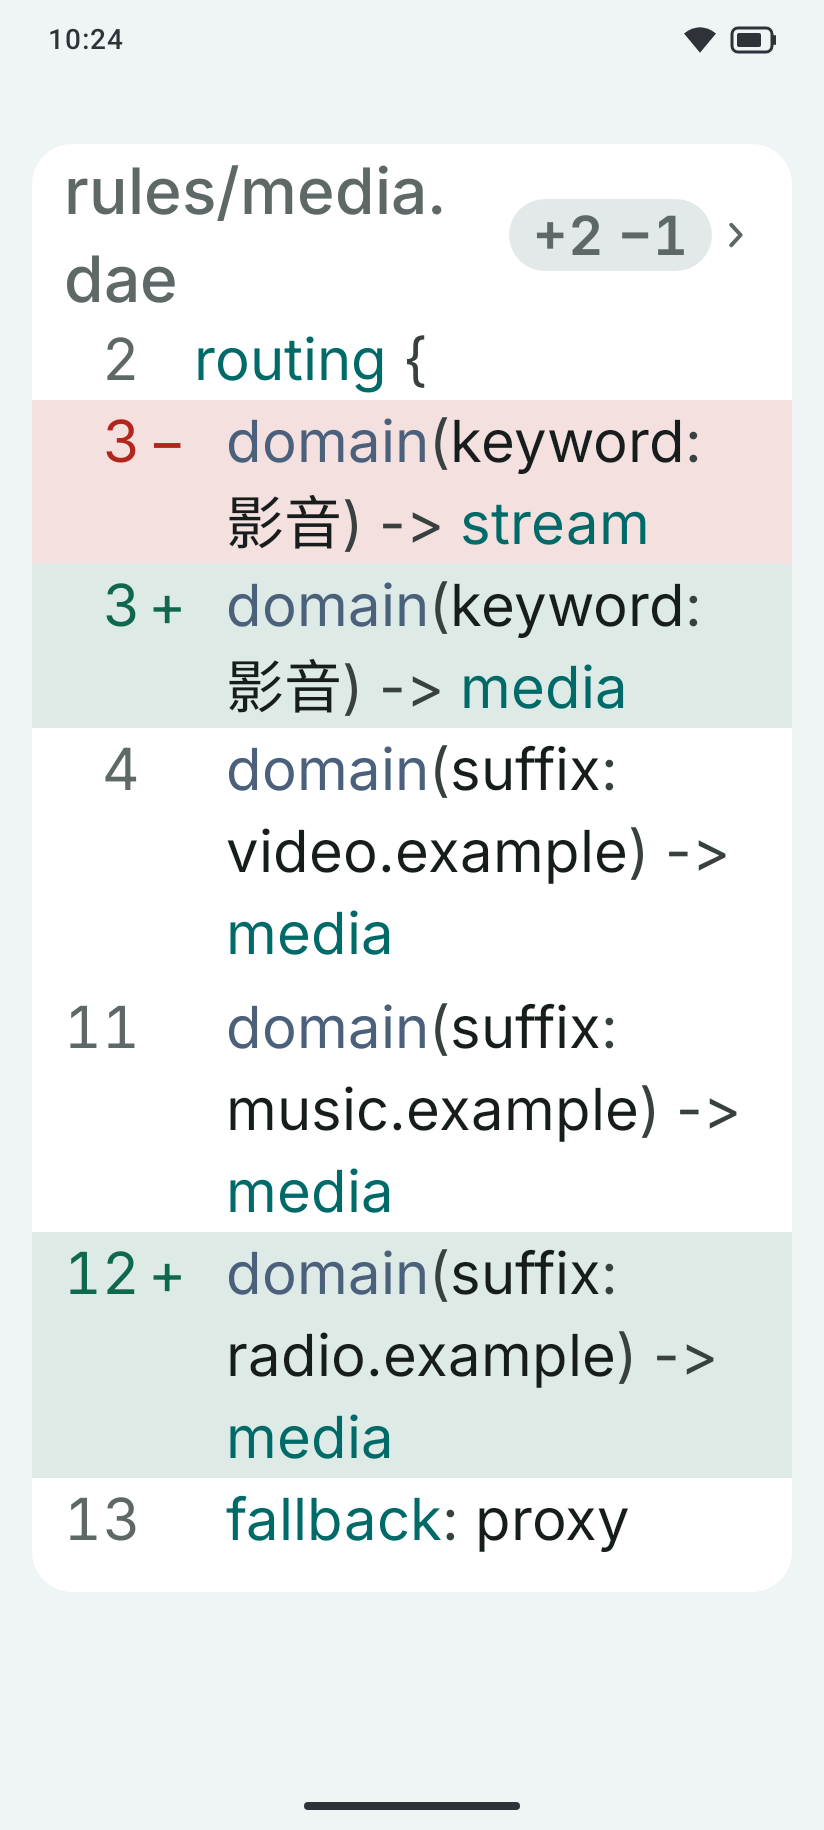 10:24
rules/media.
dae
+2 −1
2 routing {
3 − domain(keyword:
影音) -> stream
3 + domain(keyword:
影音) -> media
4 domain(suffix:
video.example) ->
media
11 domain(suffix:
music.example) ->
media
12 + domain(suffix:
radio.example) ->
media
13 fallback: proxy